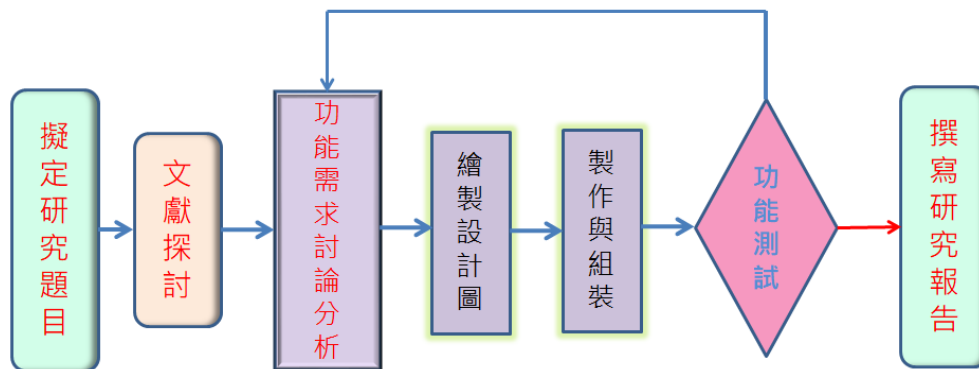 擬定研究題目
文獻探討
功能需求討論分析
繪製設計圖
製作與組裝
功能測試
撰寫研究報告